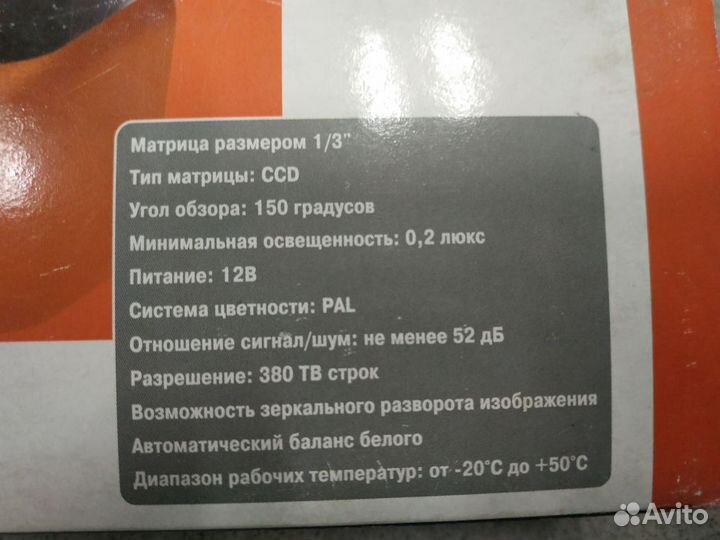 Матрица размером 1/3"
Тип матрицы: CCD
Угол обзора: 150 градусов
Минимальная освещенность: 0,2 люкс
Питание: 12В
Система цветности: PAL
Отношение сигнал/шум: не менее 52 дБ
Разрешение: 380 ТВ строк
Возможность зеркального разворота изображения
Автоматический баланс белого
Диапазон рабочих температур: от -20°C до +50°C
Avito